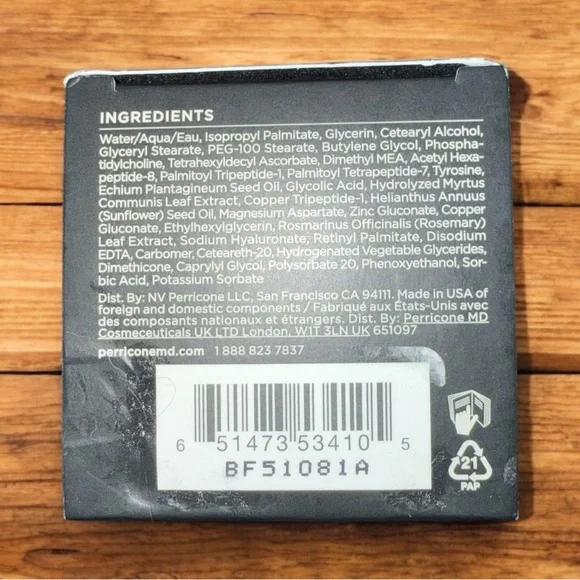 INGREDIENTS
Water/Aqua/Eau, Isopropyl Palmitate, Glycerin, Cetearyl Alcohol,
Glyceryl Stearate, PEG-100 Stearate, Butylene Glycol, Phospha-
tidylcholine, Tetrahexyldecyl Ascorbate, Dimethyl MEA, Acetyl Hexa-
peptide-8, Palmitoyl Tripeptide-1, Palmitoyl Tetrapeptide-7, Tyrosine,
Echium Plantagineum Seed Oil, Glycolic Acid, Hydrolyzed Myrtus
Communis Leaf Extract, Copper Tripeptide-1, Helianthus Annuus
(Sunflower) Seed Oil, Magnesium Aspartate, Zinc Gluconate, Copper
Gluconate, Ethylhexylglycerin, Rosmarinus Officinalis (Rosemary)
Leaf Extract, Sodium Hyaluronate, Retinyl Palmitate, Disodium
EDTA, Carbomer, Ceteareth-20, Hydrogenated Vegetable Glycerides,
Dimethicone, Caprylyl Glycol, Polysorbate 20, Phenoxyethanol, Sor-
bic Acid, Potassium Sorbate
Dist. By: NV Perricone LLC, San Francisco CA 94111. Made in USA of
foreign and domestic components / Fabriqué aux États-Unis avec
des composants nationaux et étrangers. Dist. By: Perricone MD
Cosmeceuticals UK LTD London, W1T 3LN UK 651097
perriconemd.com 1 888 823 7837
6 51473 53410 5
BF51081A
21
PAP